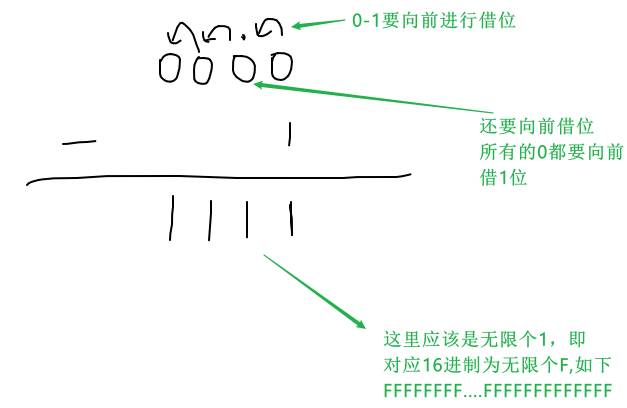 0-1要向前进行借位
0000
还要向前借位
所有的0都要向前
借1位
— 1
1111
这里应该是无限个1，即
对应16进制为无限个F,如下
FFFFFFFF....FFFFFFFFFFFFF